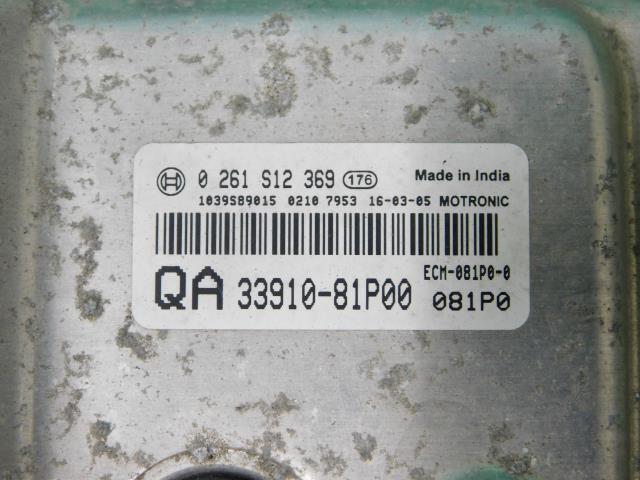 0 261 S12 369 176 Made in India
1039S89015 0210 7953 16-03-05 MOTRONIC
ECM-081P0-0
QA 33910-81P00 081P0